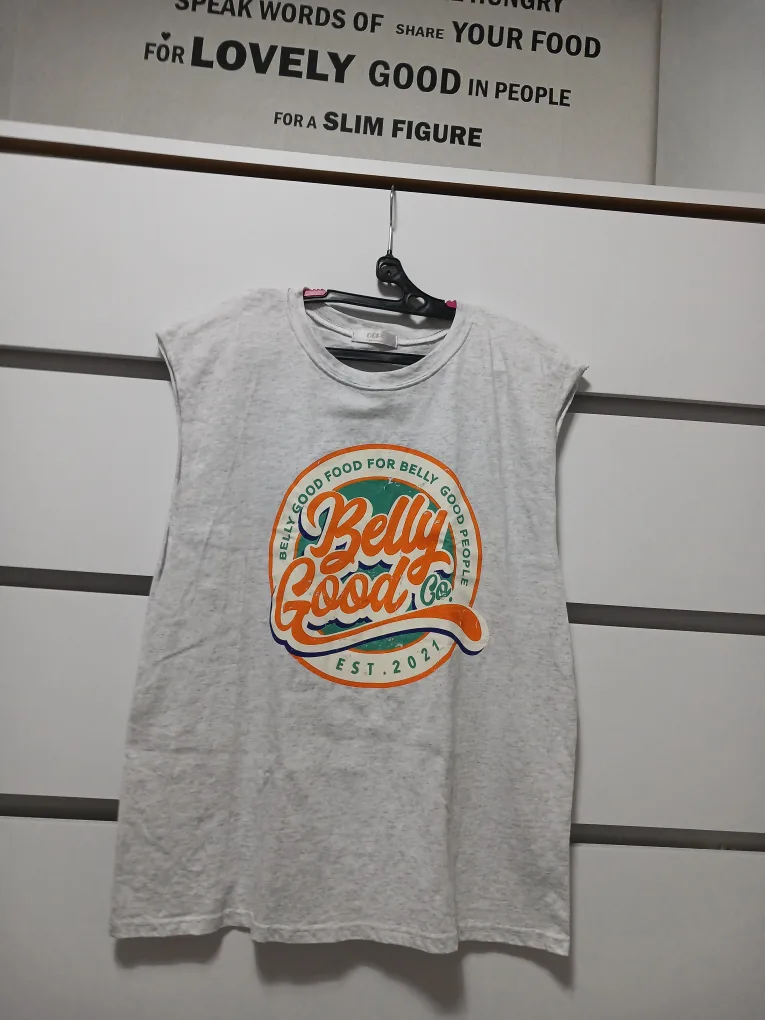 HUNGRY
SPEAK WORDS OF SHARE YOUR FOOD
FOR LOVELY GOOD IN PEOPLE
FOR A SLIM FIGURE
BELLY GOOD FOOD FOR BELLY GOOD PEOPLE
Belly
Good Co.
EST. 2021